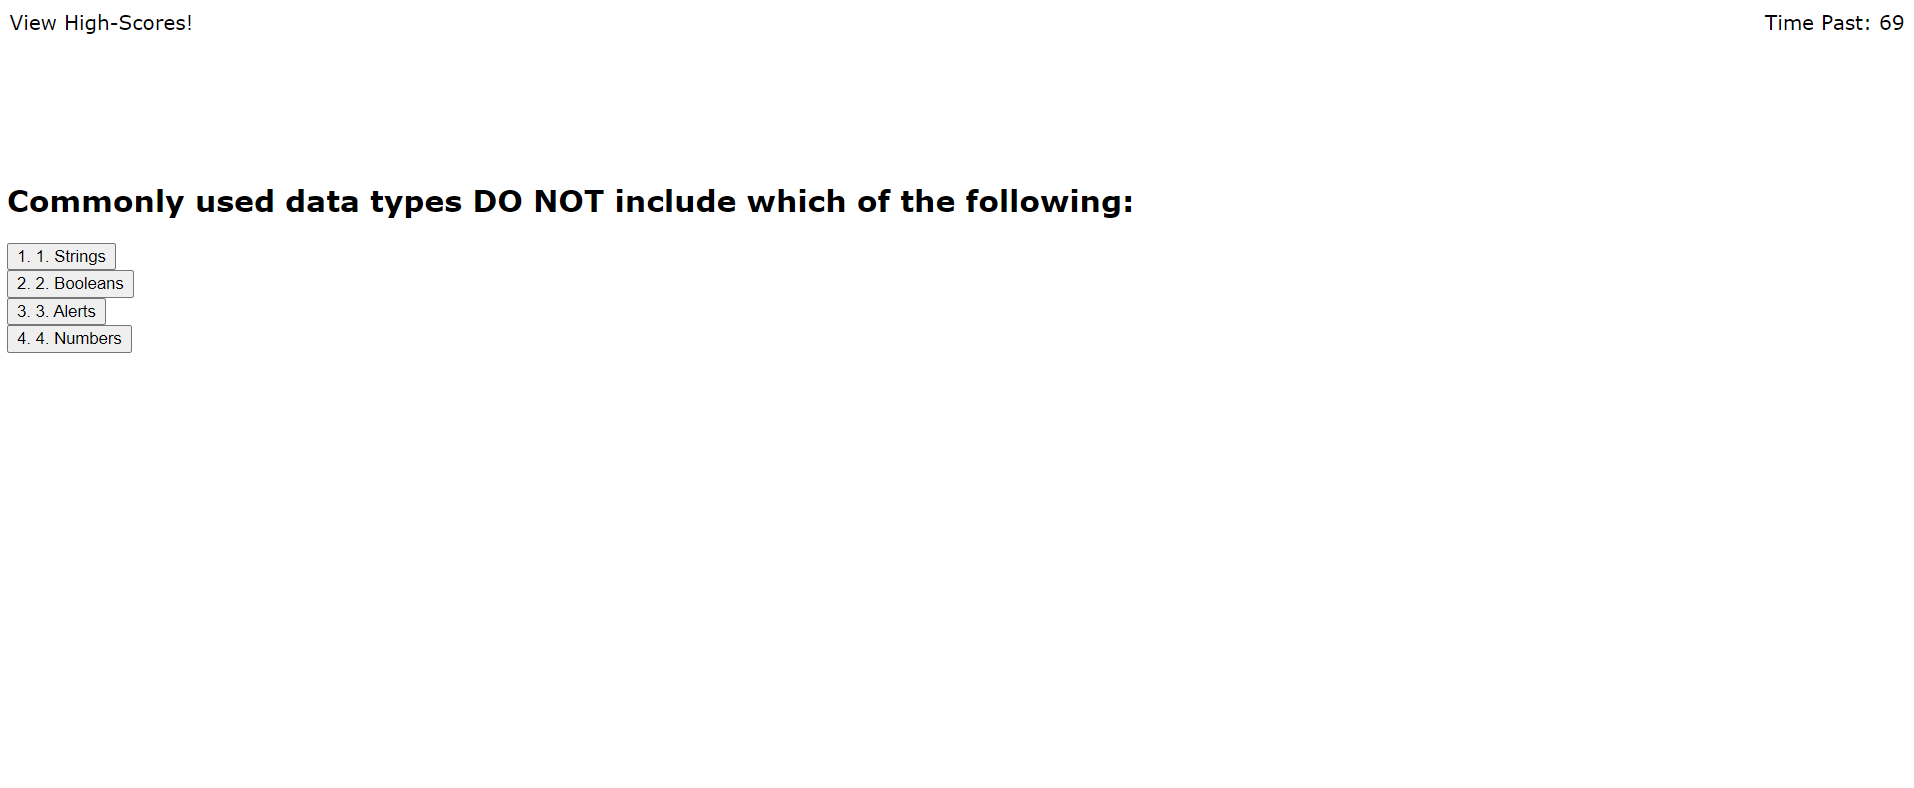 View High-Scores!
Time Past: 69
Commonly used data types DO NOT include which of the following:
1. 1. Strings
2. 2. Booleans
3. 3. Alerts
4. 4. Numbers